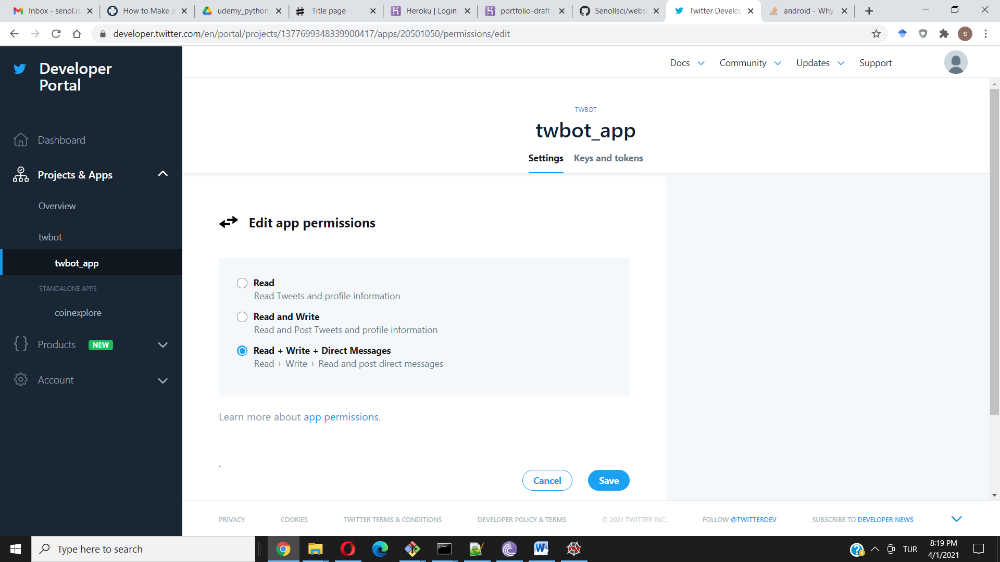 Inbox - senol.is
How to Make a
udemy_python
Title page
Heroku | Login
portfolio-draft
SenolIsci/webs
Twitter Develop
android - Why
developer.twitter.com/en/portal/projects/1377699348339900417/apps/20501050/permissions/edit
S
Developer
Portal
Docs
Community
Updates
Support
TWBOT
twbot_app
Settings
Keys and tokens
Dashboard
Projects & Apps
Overview
twbot
twbot_app
STANDALONE APPS
coinexplore
Products
NEW
Account
Edit app permissions
Read
Read Tweets and profile information
Read and Write
Read and Post Tweets and profile information
Read + Write + Direct Messages
Read + Write + Read and post direct messages
Learn more about app permissions.
.
Cancel
Save
PRIVACY
COOKIES
TWITTER TERMS & CONDITIONS
DEVELOPER POLICY & TERMS
© 2021 TWITTER INC.
FOLLOW @TWITTERDEV
SUBSCRIBE TO DEVELOPER NEWS
Type here to search
TUR
8:19 PM
4/1/2021